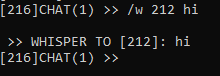 [216]CHAT(1) >> /w 212 hi
>> WHISPER TO [212]: hi
[216]CHAT(1) >>